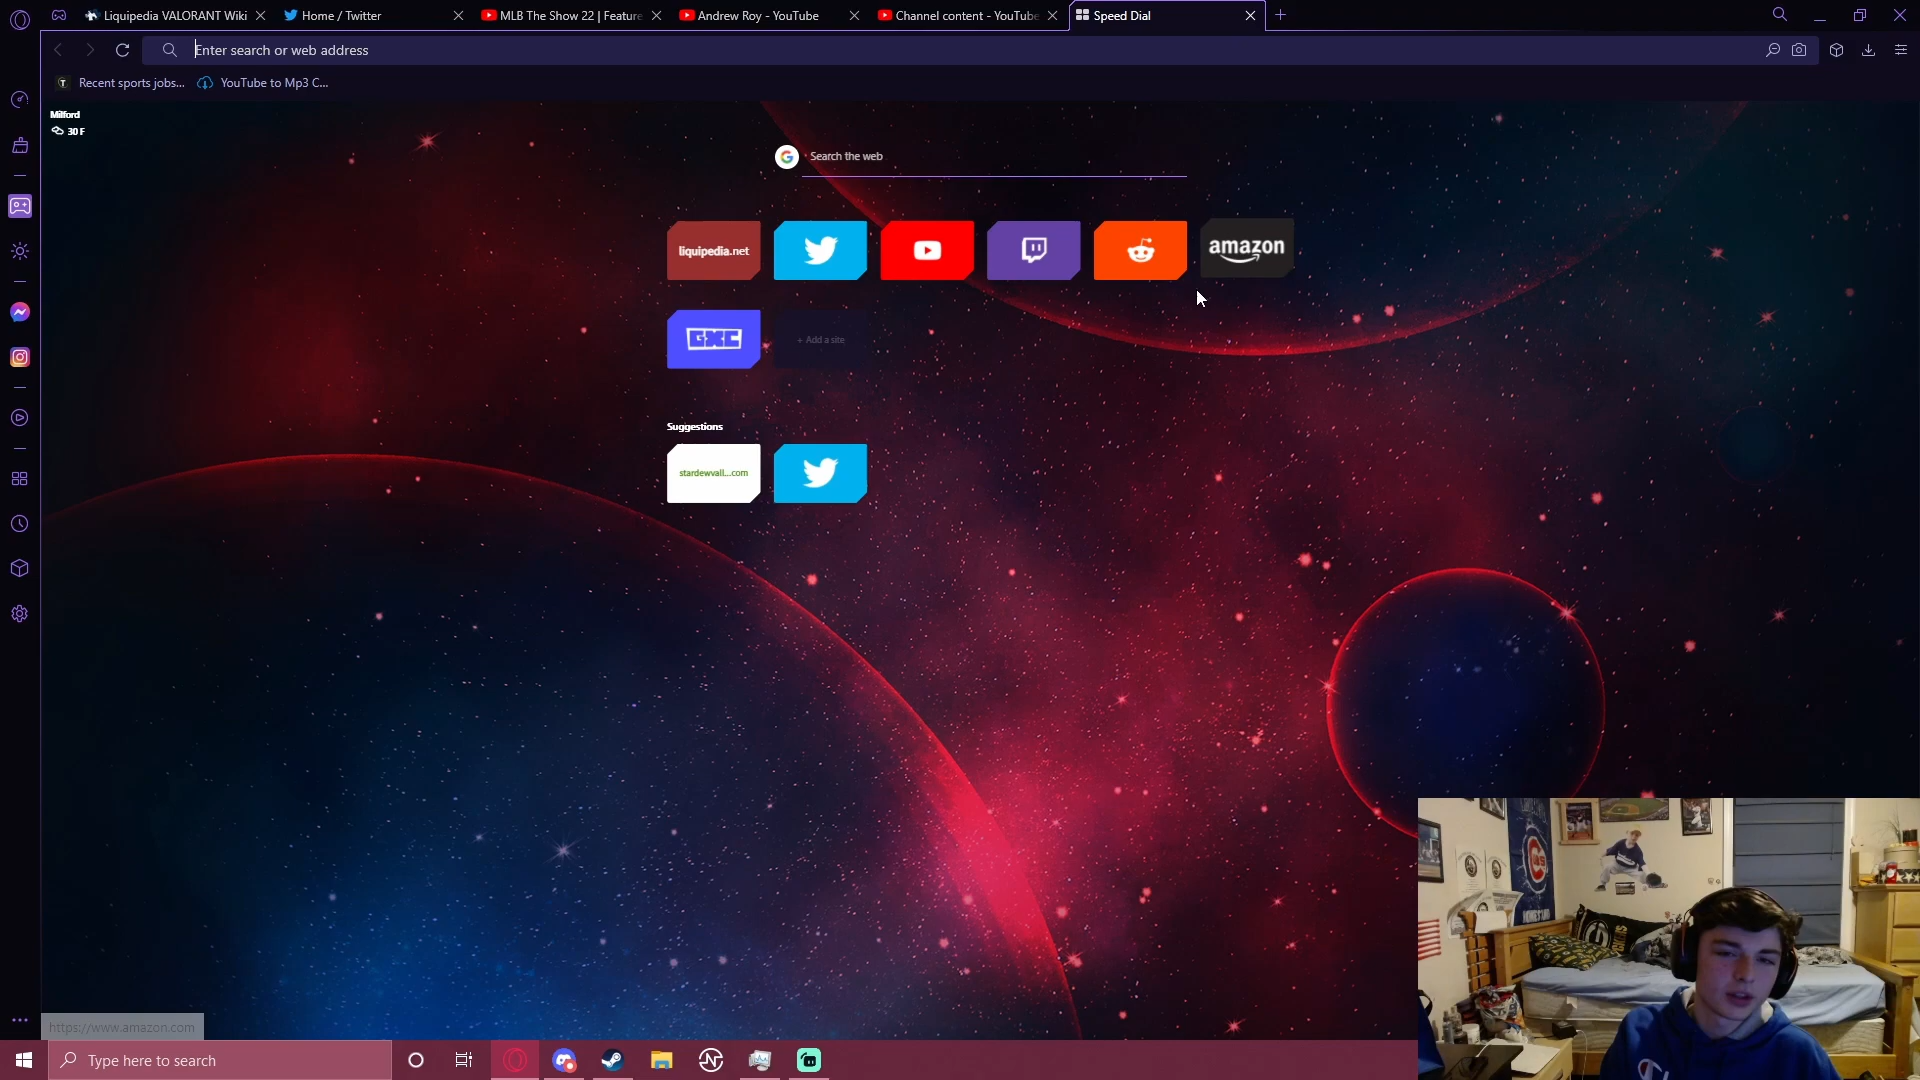 Liquipedia VALORANT Wiki
Home / Twitter
MLB The Show 22 | Feature
Andrew Roy - YouTube
Channel content - YouTube
Speed Dial
Enter search or web address
Recent sports jobs...
YouTube to Mp3 C...
Milford
30 F
Search the web
liquipedia.net
amazon
GXC
+ Add a site
Suggestions
stardewvall...com
https://www.amazon.com
Type here to search